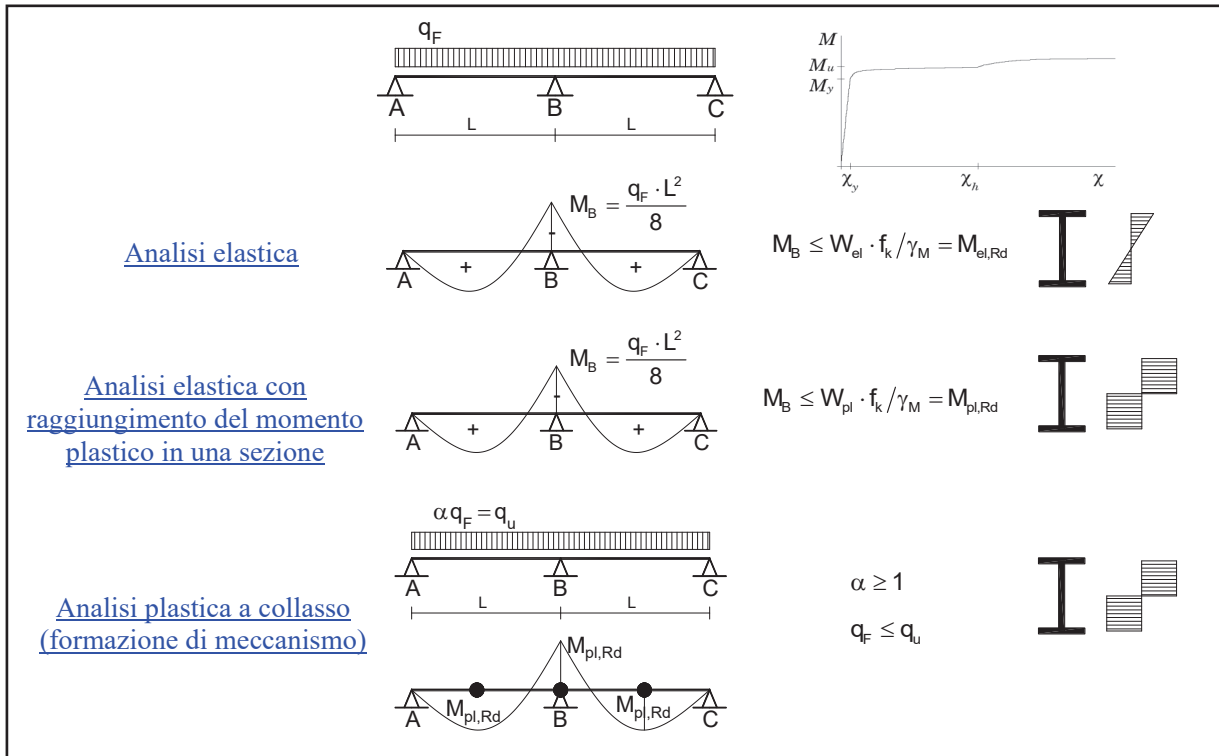 q_F
A B C
L L
M
M_u
M_y
χ_y χ_h χ
Analisi elastica
M_B = q_F · L² / 8
-
+ +
A B C
M_B ≤ W_el · f_k/γ_M = M_el,Rd
Analisi elastica con
raggiungimento del momento
plastico in una sezione
M_B = q_F · L² / 8
-
+ +
A B C
M_B ≤ W_pl · f_k/γ_M = M_pl,Rd
Analisi plastica a collasso
(formazione di meccanismo)
α q_F = q_u
A B C
L L
M_pl,Rd
M_pl,Rd M_pl,Rd
A B C
α ≥ 1
q_F ≤ q_u